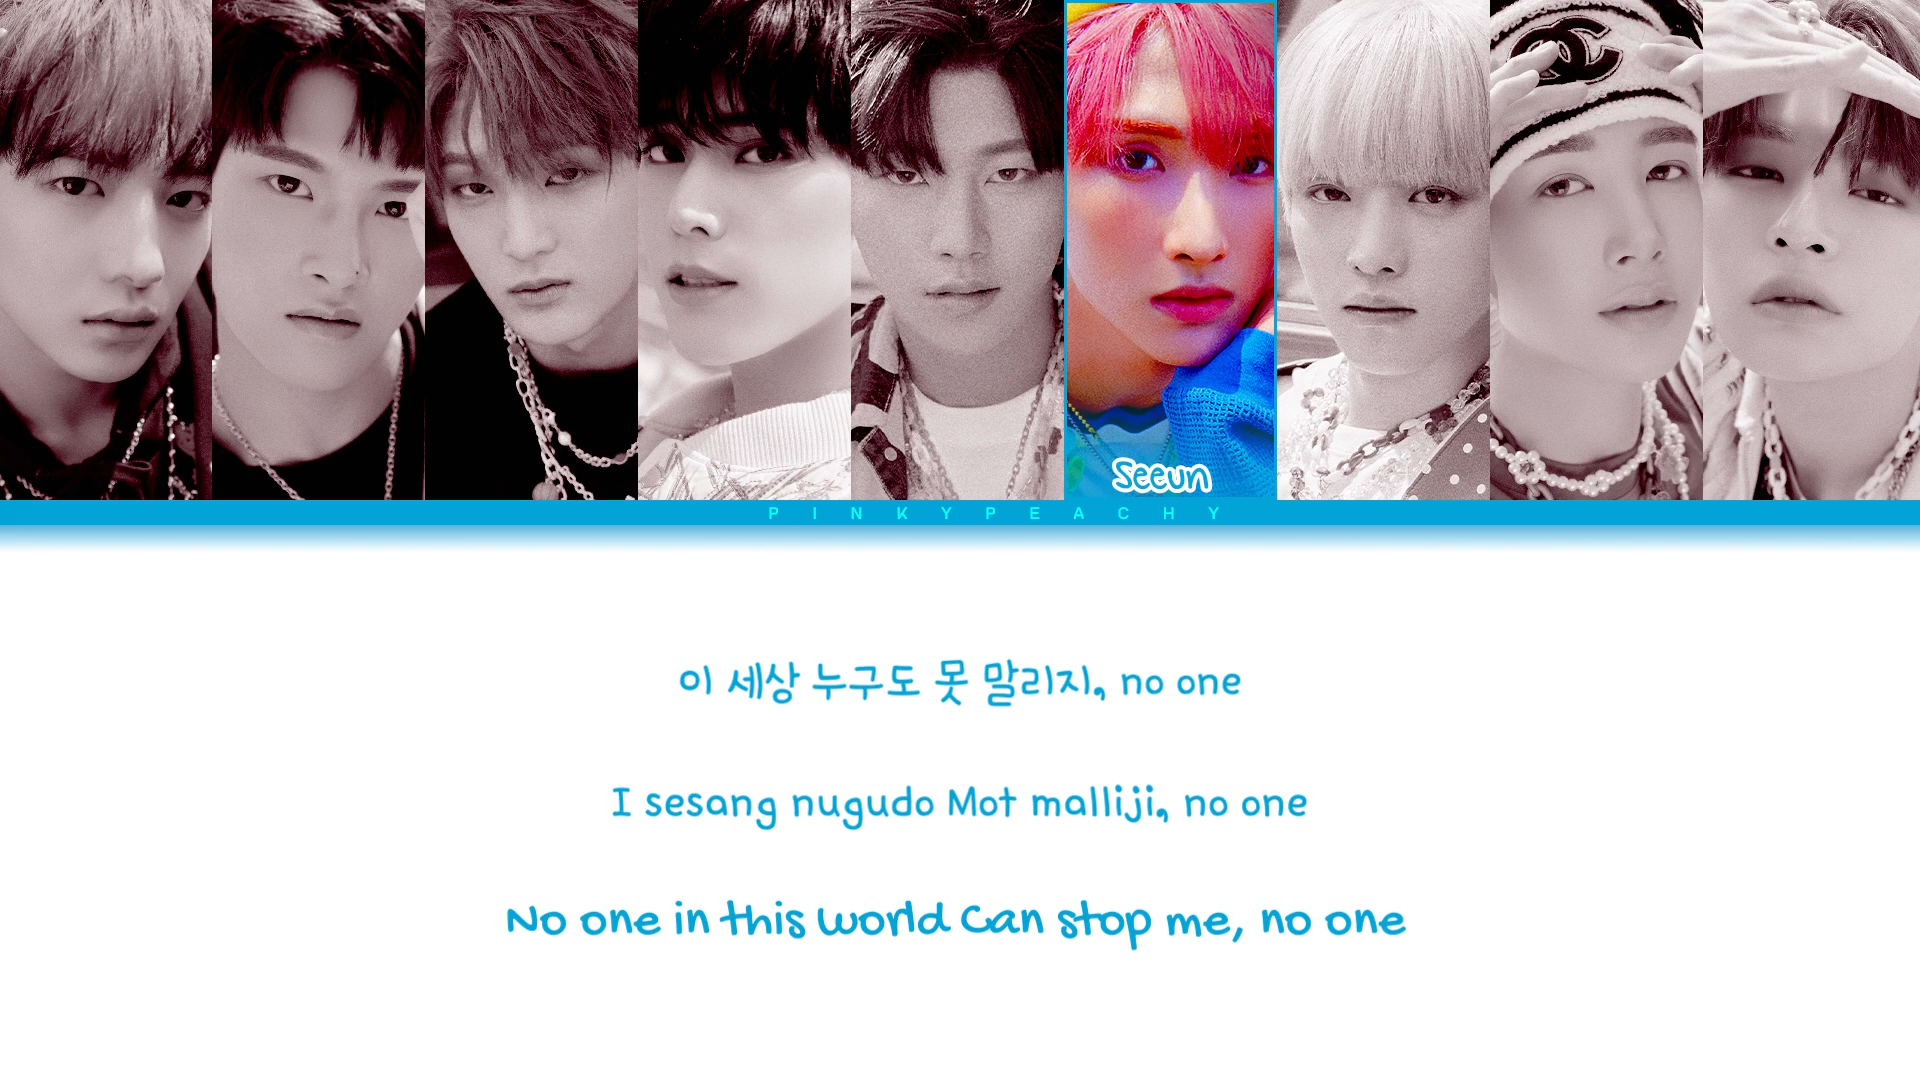 Seeun
PINKYPEACHY
이 세상 누구도 못 말리지, no one
I sesang nugudo Mot malliji, no one
No one in this world Can stop me, no one